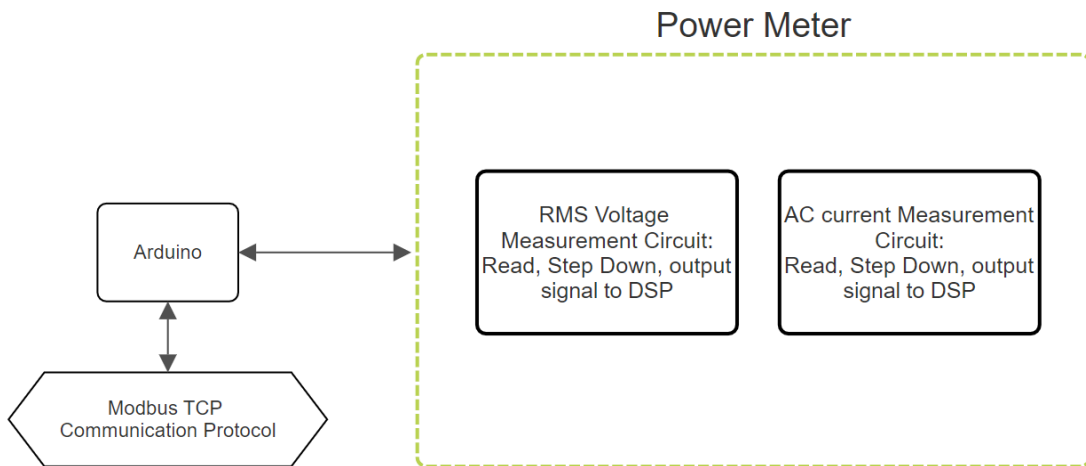 Power Meter
RMS Voltage
Measurement Circuit:
Read, Step Down, output
signal to DSP
AC current Measurement
Circuit:
Read, Step Down, output
signal to DSP
Arduino
Modbus TCP
Communication Protocol